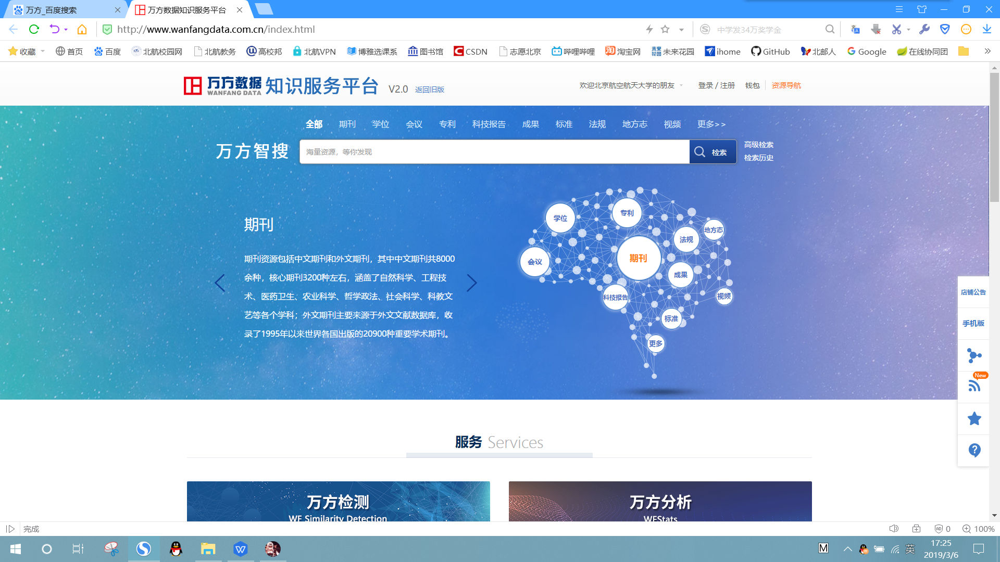 万方_百度搜索
万方数据知识服务平台
http://www.wanfangdata.com.cn/index.html
中学发34万奖学金
收藏 首页 百度 北航校园网 北航教务 高校邦 北航VPN 博雅选课系 图书馆 CSDN 志愿北京 哔哩哔哩 淘宝网 未来花园 ihome GitHub 北邮人 Google 在线协同团
万方数据
WANFANG DATA
知识服务平台 V2.0 返回旧版
欢迎北京航空航天大学的朋友 登录 / 注册 钱包 资源导航
全部 期刊 学位 会议 专利 科技报告 成果 标准 法规 地方志 视频 更多>>
万方智搜
海量资源，等你发现
检索
高级检索
检索历史
期刊
期刊资源包括中文期刊和外文期刊，其中中文期刊共8000
余种，核心期刊3200种左右，涵盖了自然科学、工程技
术、医药卫生、农业科学、哲学政法、社会科学、科教文
艺等各个学科；外文期刊主要来源于外文文献数据库，收
录了1995年以来世界各国出版的20900种重要学术期刊。
专利
学位
地方志
法规
期刊
会议
成果
科技报告
视频
标准
更多
店铺公告
手机版
New
服务 Services
万方检测
WF Similarity Detection
万方分析
WFStats
完成
0
100%
M
英
17:25
2019/3/6